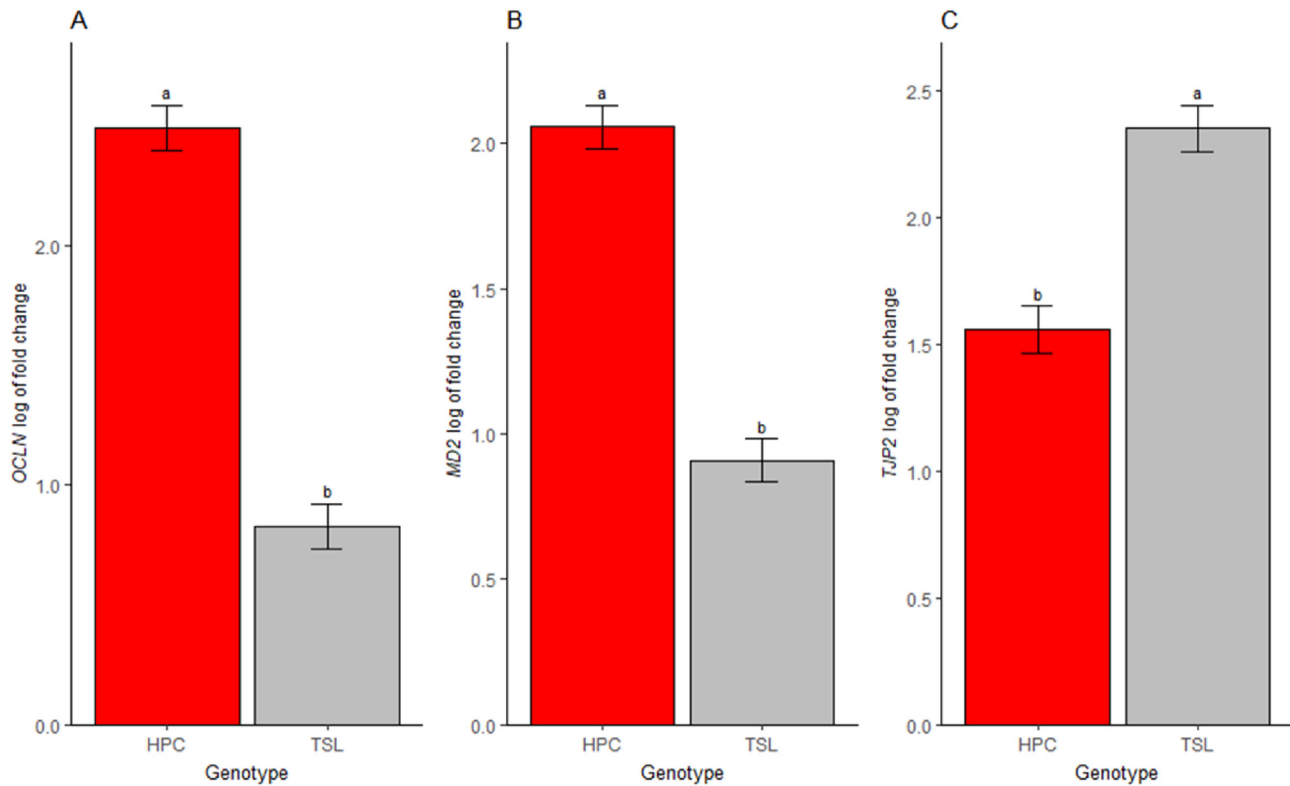 A
OCLN log of fold change
2.0
1.0
0.0
a
b
HPC
TSL
Genotype
B
MD2 log of fold change
2.0
1.5
1.0
0.5
0.0
a
b
HPC
TSL
Genotype
C
TJP2 log of fold change
2.5
2.0
1.5
1.0
0.5
0.0
b
a
HPC
TSL
Genotype